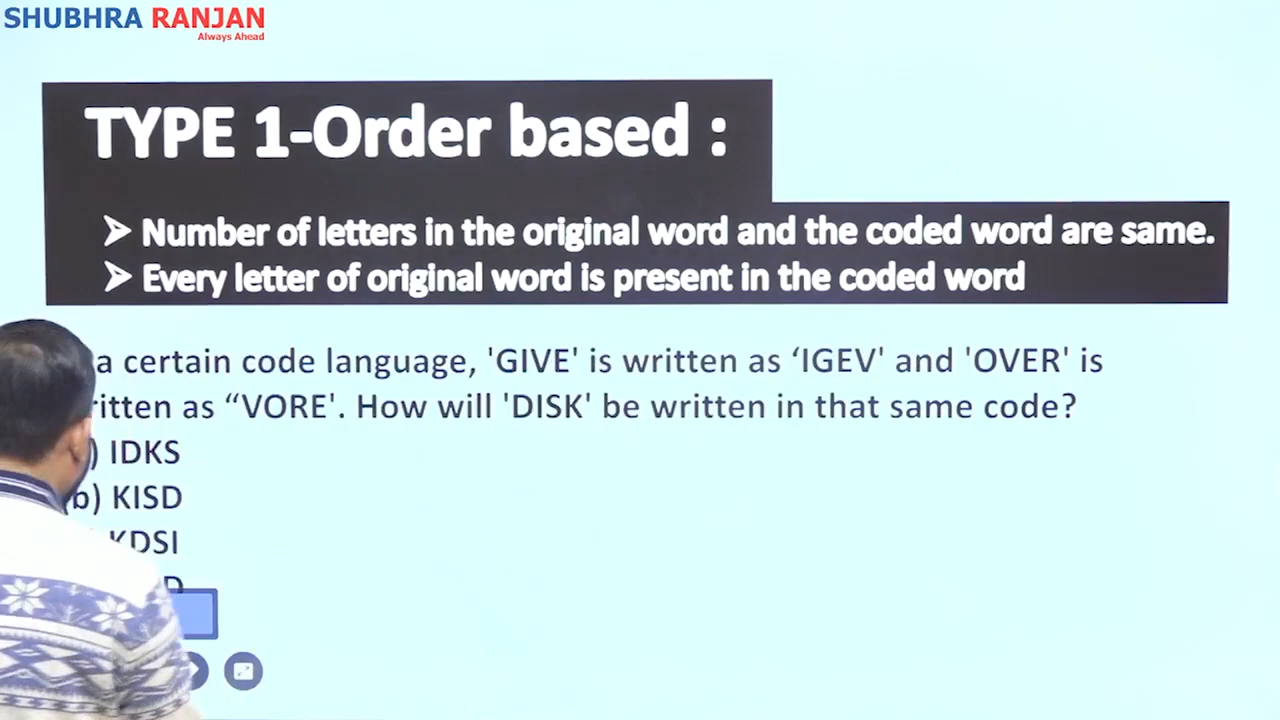 SHUBHRA RANJAN
Always Ahead
TYPE 1-Order based :
➤ Number of letters in the original word and the coded word are same.
➤ Every letter of original word is present in the coded word
a certain code language, 'GIVE' is written as ‘IGEV' and 'OVER' is
ritten as “VORE'. How will 'DISK' be written in that same code?
) IDKS
b) KISD
KDSI
D